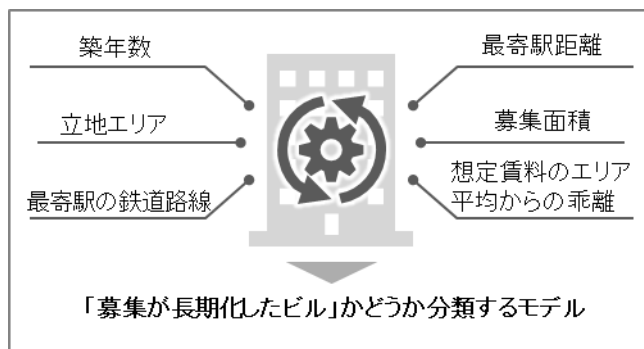 築年数
立地エリア
最寄駅の鉄道路線
最寄駅距離
募集面積
想定賃料のエリア
平均からの乖離
「募集が長期化したビル」かどうか分類するモデル